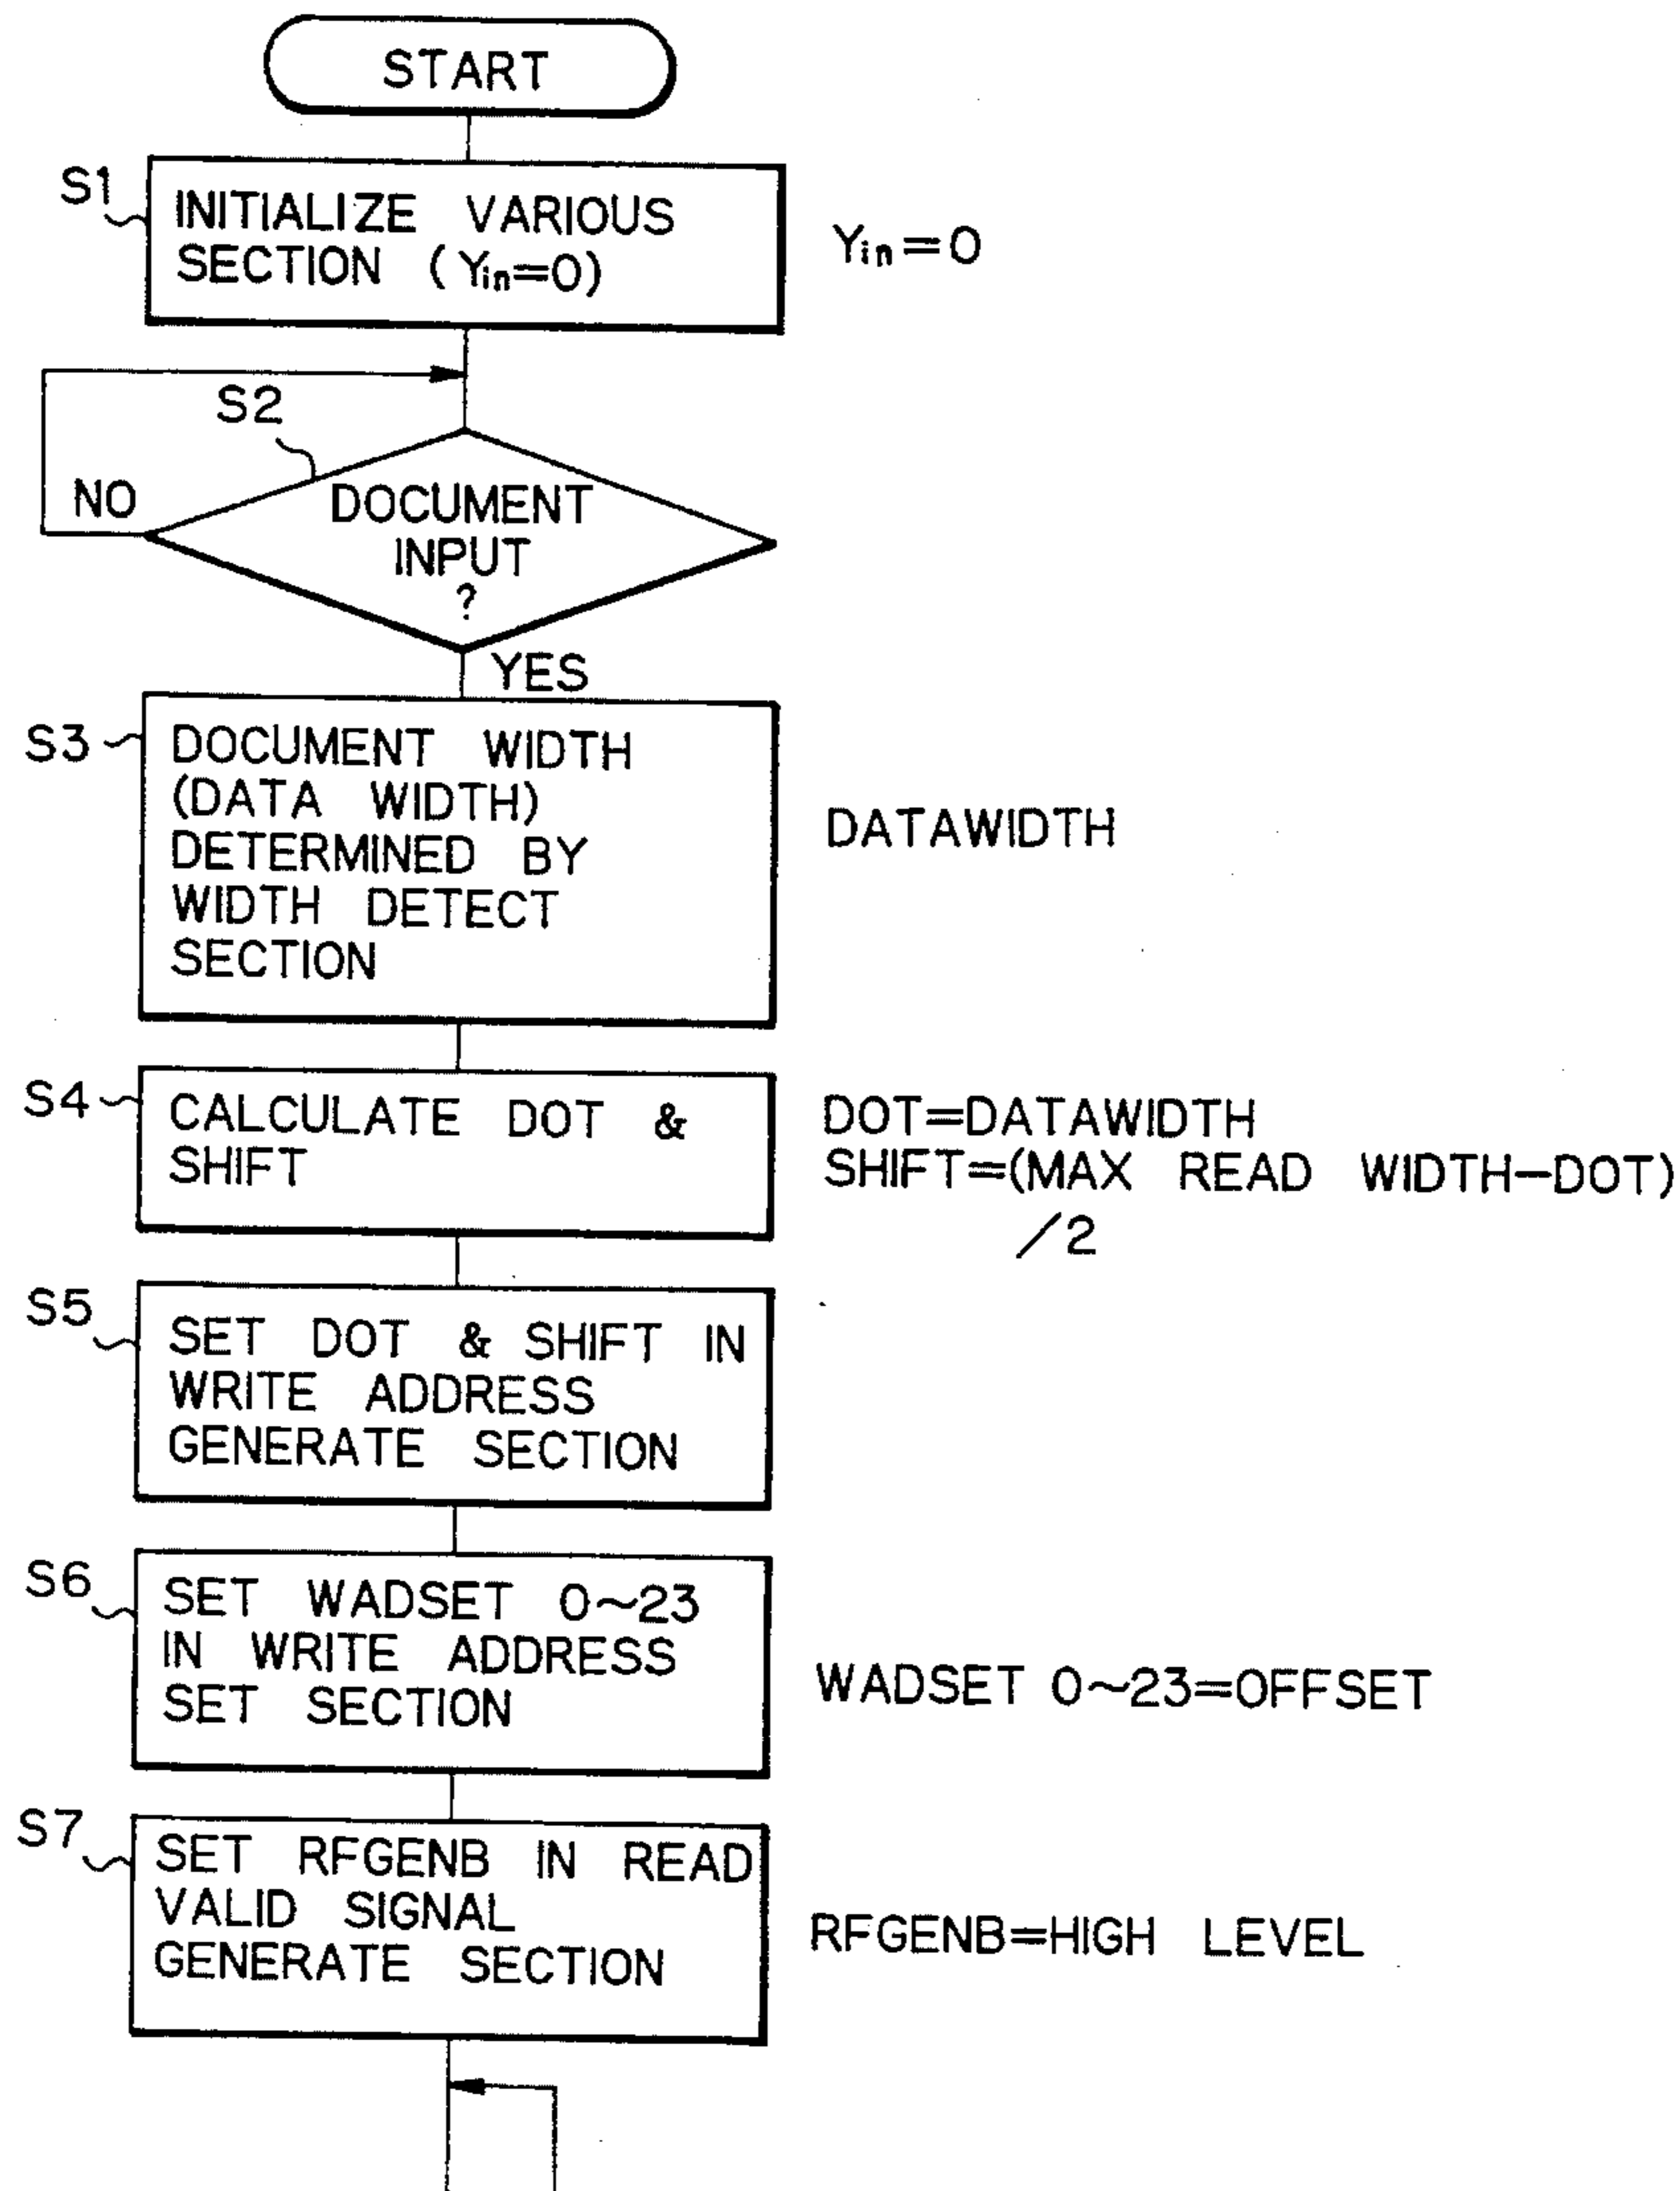 START
S1
INITIALIZE VARIOUS
SECTION (Yin=0)
Yin=0
S2
NO
DOCUMENT
INPUT
?
YES
S3
DOCUMENT WIDTH
(DATA WIDTH)
DETERMINED BY
WIDTH DETECT
SECTION
DATAWIDTH
S4
CALCULATE DOT &
SHIFT
DOT=DATAWIDTH
SHIFT=(MAX READ WIDTH-DOT)
/2
S5
SET DOT & SHIFT IN
WRITE ADDRESS
GENERATE SECTION
S6
SET WADSET 0~23
IN WRITE ADDRESS
SET SECTION
WADSET 0~23=OFFSET
S7
SET RFGENB IN READ
VALID SIGNAL
GENERATE SECTION
RFGENB=HIGH LEVEL